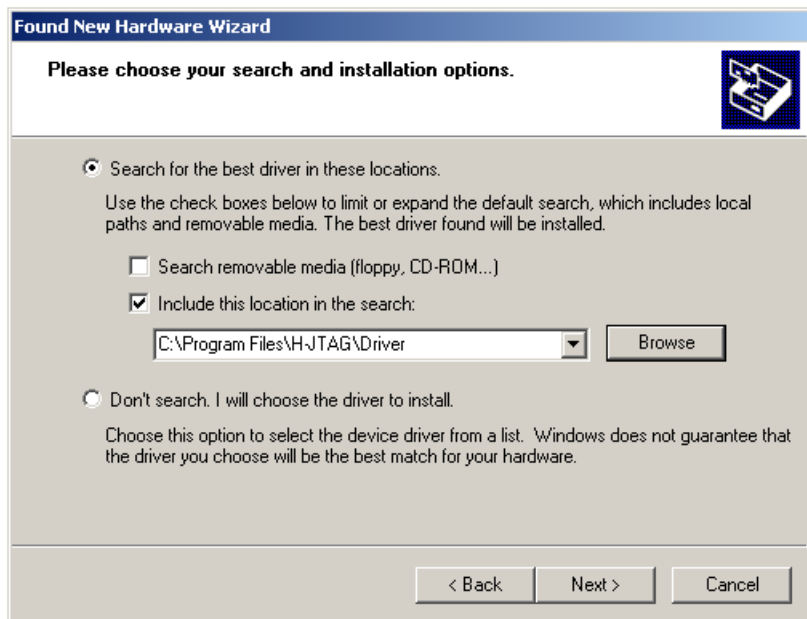 Found New Hardware Wizard
Please choose your search and installation options.
Search for the best driver in these locations.
Use the check boxes below to limit or expand the default search, which includes local
paths and removable media. The best driver found will be installed.
Search removable media (floppy, CD-ROM...)
Include this location in the search:
C:\Program Files\H-JTAG\Driver
Browse
Don't search. I will choose the driver to install.
Choose this option to select the device driver from a list. Windows does not guarantee that
the driver you choose will be the best match for your hardware.
< Back
Next >
Cancel